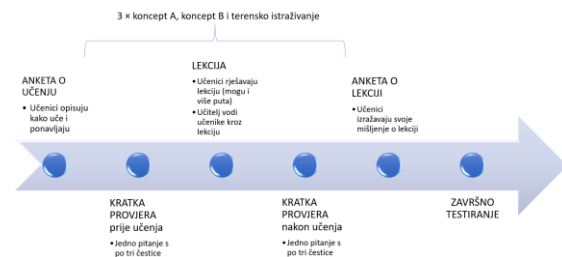 3 × koncept A, koncept B i terensko istraživanje
ANKETA O
UČENJU
• Učenici opisuju
kako uče i
ponavljaju
LEKCIJA
• Učenici rješavaju
lekciju (mogu i
više puta)
• Učitelj vodi
učenike kroz
lekciju
ANKETA O
LEKCIJI
• Učenici
izražavaju svoje
mišljenje o lekciji
KRATKA
PROVJERA
prije učenja
• Jedno pitanje s
po tri čestice
KRATKA
PROVJERA
nakon učenja
• Jedno pitanje s
po tri čestice
ZAVRŠNO
TESTIRANJE